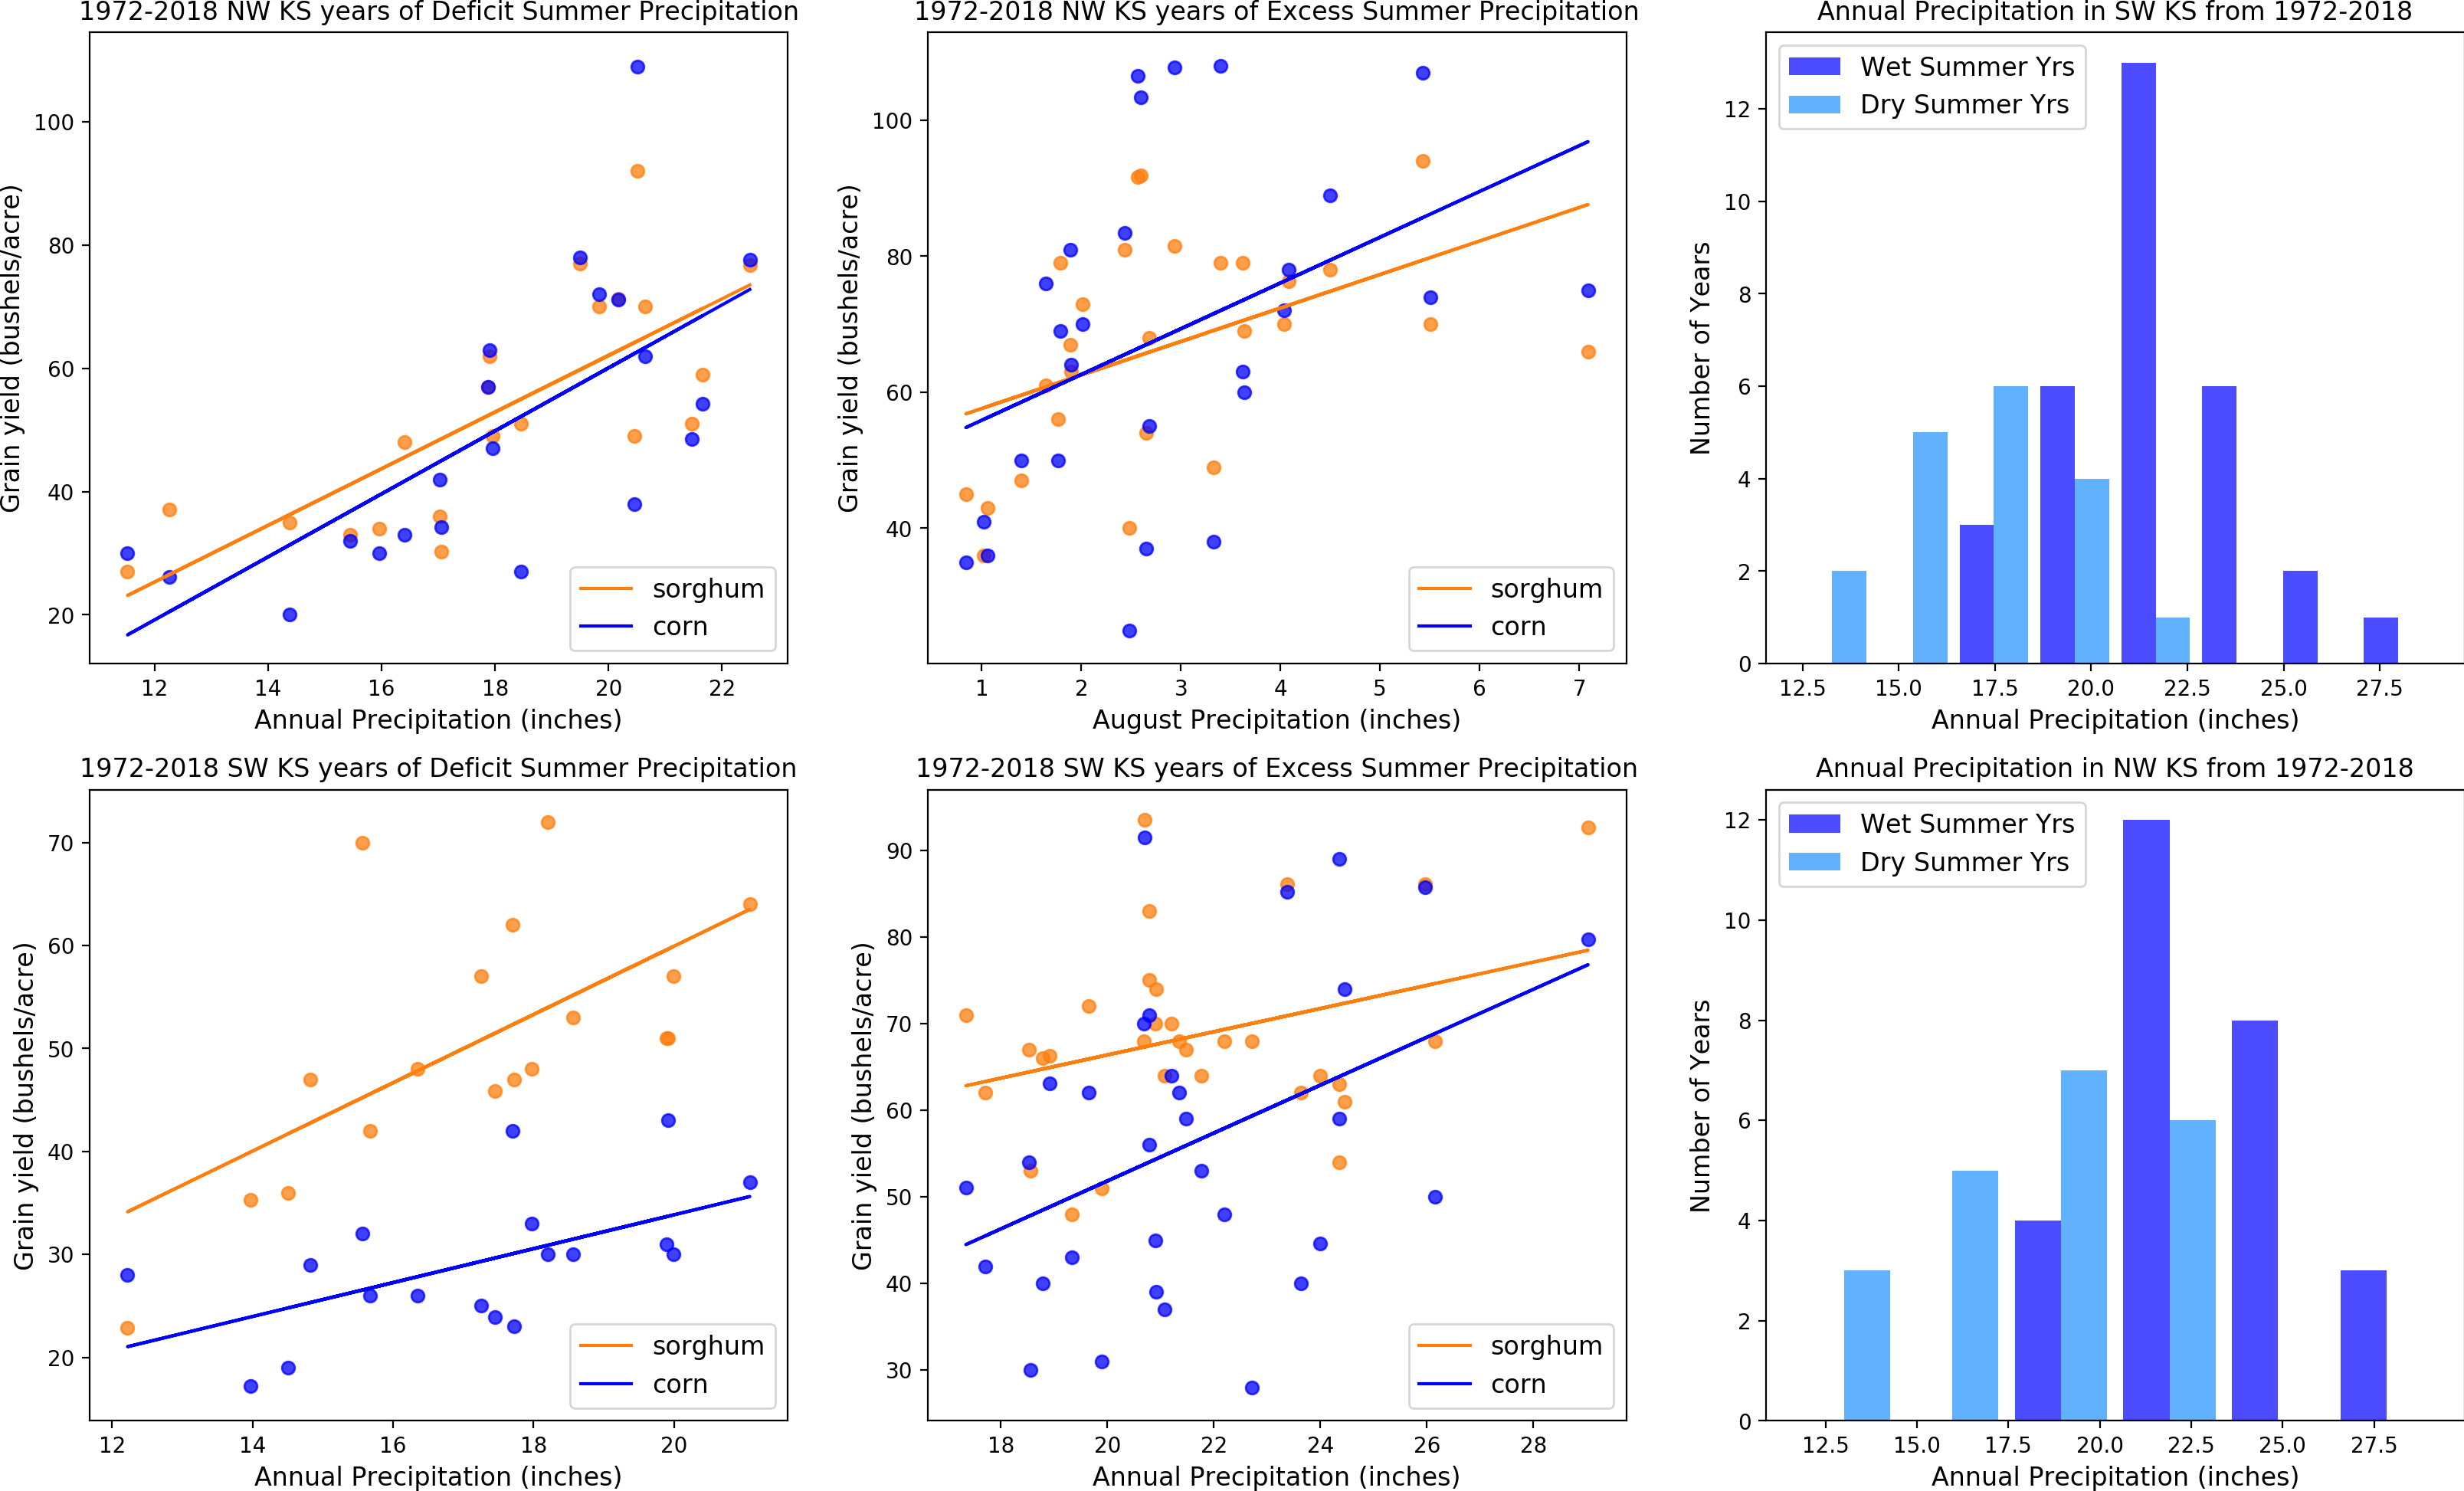 1972-2018 NW KS years of Deficit Summer Precipitation
Grain yield (bushels/acre)
100
80
60
40
20
sorghum
corn
12 14 16 18 20 22
Annual Precipitation (inches)
1972-2018 NW KS years of Excess Summer Precipitation
Grain yield (bushels/acre)
100
80
60
40
sorghum
corn
1 2 3 4 5 6 7
August Precipitation (inches)
Annual Precipitation in SW KS from 1972-2018
Number of Years
Wet Summer Yrs
Dry Summer Yrs
12
10
8
6
4
2
0
12.5 15.0 17.5 20.0 22.5 25.0 27.5
Annual Precipitation (inches)
1972-2018 SW KS years of Deficit Summer Precipitation
Grain yield (bushels/acre)
70
60
50
40
30
20
sorghum
corn
12 14 16 18 20
Annual Precipitation (inches)
1972-2018 SW KS years of Excess Summer Precipitation
Grain yield (bushels/acre)
90
80
70
60
50
40
30
sorghum
corn
18 20 22 24 26 28
Annual Precipitation (inches)
Annual Precipitation in NW KS from 1972-2018
Number of Years
Wet Summer Yrs
Dry Summer Yrs
12
10
8
6
4
2
0
12.5 15.0 17.5 20.0 22.5 25.0 27.5
Annual Precipitation (inches)